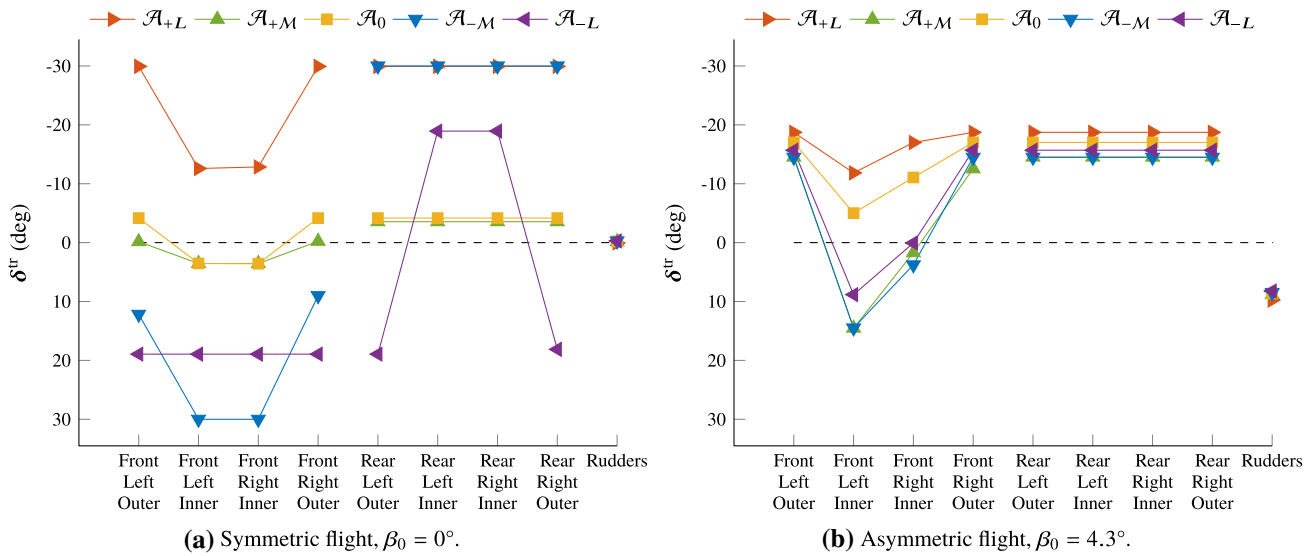 𝒜₊L 𝒜₊ℳ 𝒜₀ 𝒜₋ℳ 𝒜₋L
-30
-20
-10
0
10
20
30
δᵗʳ (deg)
Front Left Outer
Front Left Inner
Front Right Inner
Front Right Outer
Rear Left Outer
Rear Left Inner
Rear Right Inner
Rear Right Outer
Rudders
(a) Symmetric flight, β₀ = 0°.
𝒜₊L 𝒜₊ℳ 𝒜₀ 𝒜₋ℳ 𝒜₋L
-30
-20
-10
0
10
20
30
δᵗʳ (deg)
Front Left Outer
Front Left Inner
Front Right Inner
Front Right Outer
Rear Left Outer
Rear Left Inner
Rear Right Inner
Rear Right Outer
Rudders
(b) Asymmetric flight, β₀ = 4.3°.